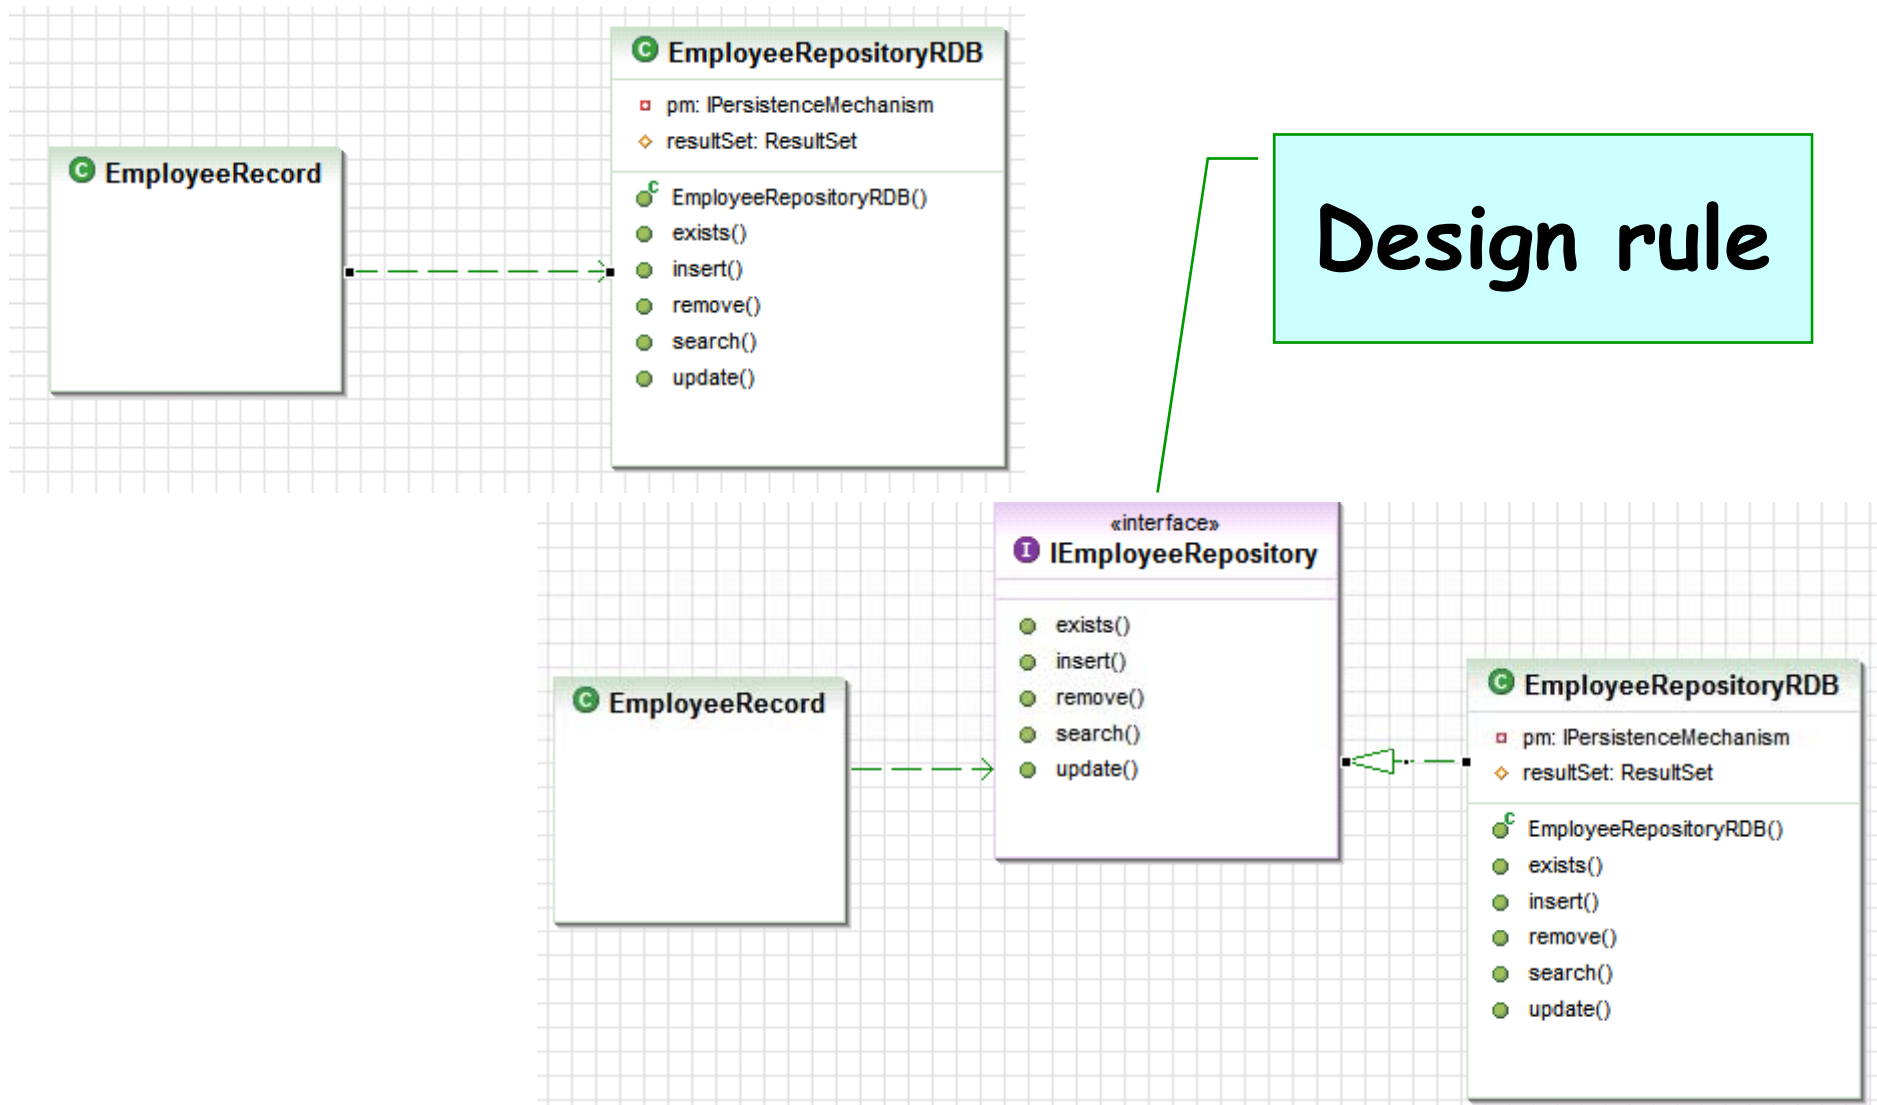 EmployeeRepositoryRDB
pm: IPersistenceMechanism
resultSet: ResultSet
EmployeeRepositoryRDB()
exists()
insert()
remove()
search()
update()
EmployeeRecord
Design rule
«interface»
IEmployeeRepository
exists()
insert()
remove()
search()
update()
EmployeeRecord
EmployeeRepositoryRDB
pm: IPersistenceMechanism
resultSet: ResultSet
EmployeeRepositoryRDB()
exists()
insert()
remove()
search()
update()